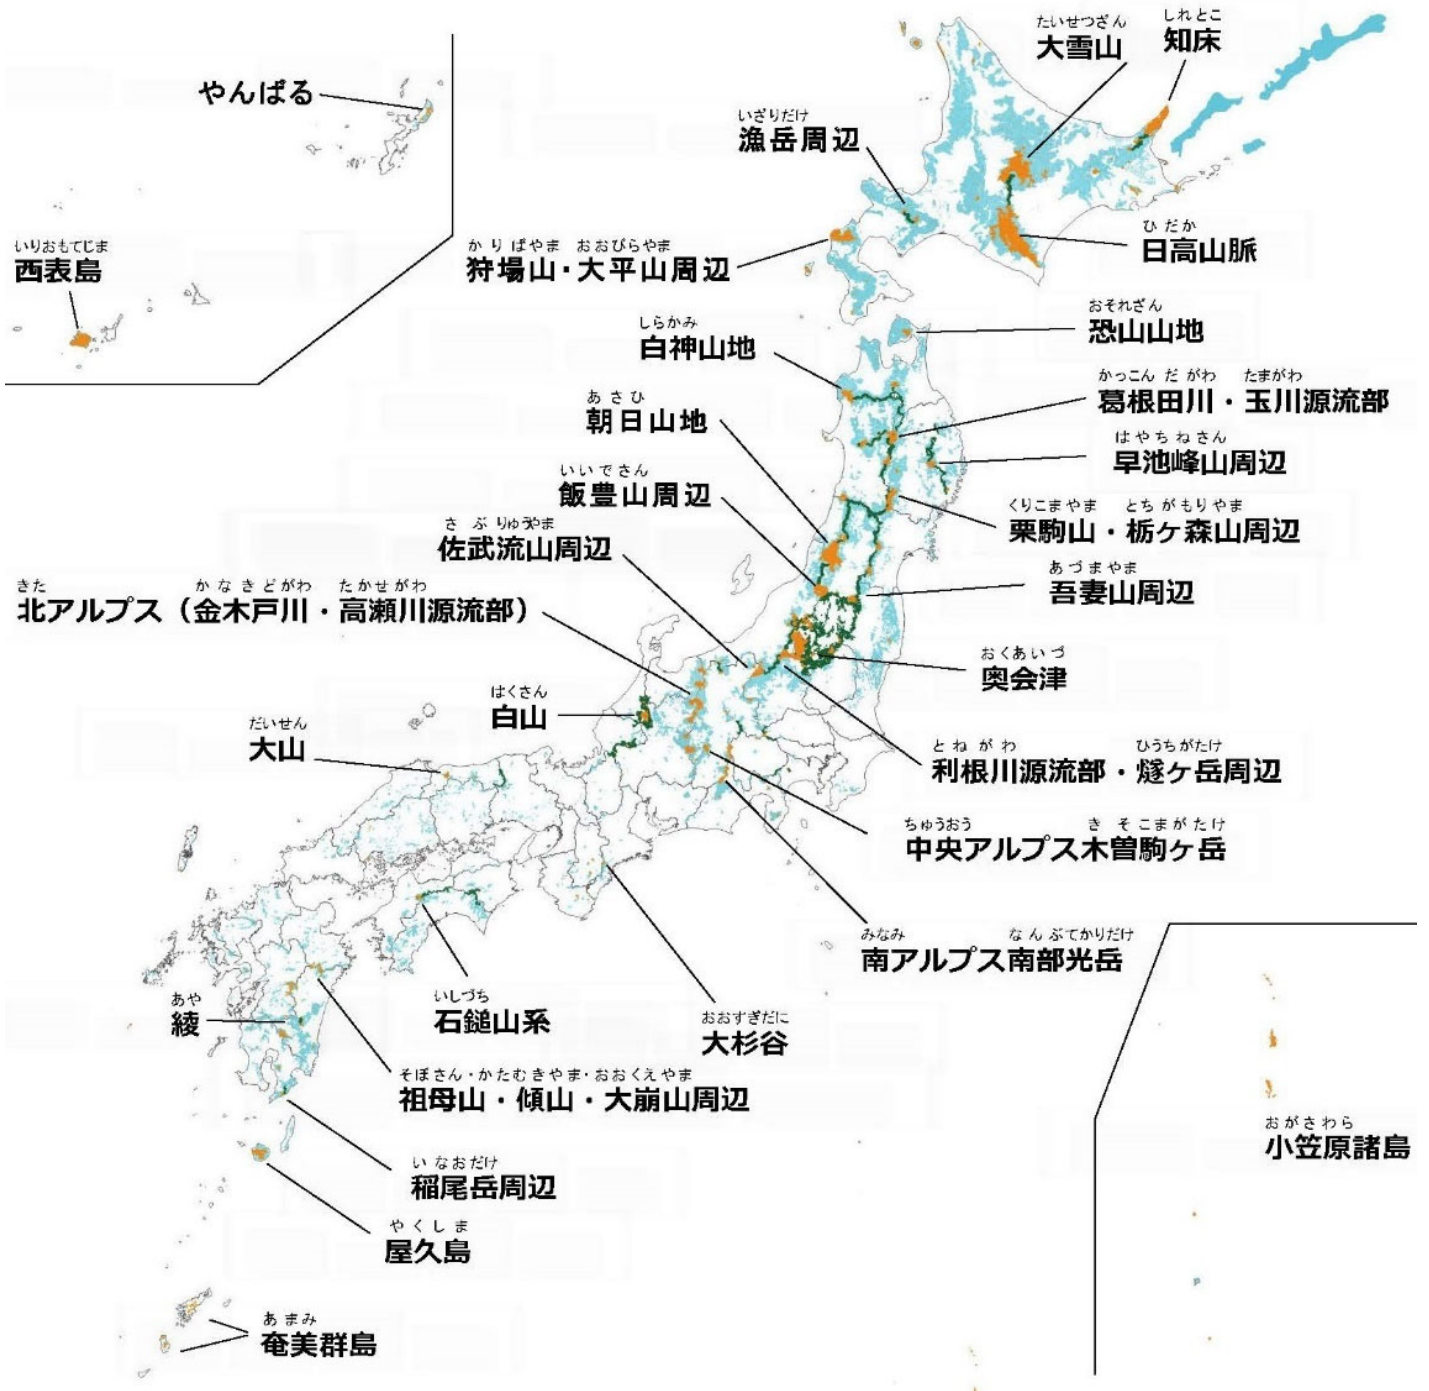 たいせつざん
大雪山
しれとこ
知床
やんばる
いざりだけ
漁岳周辺
いりおもてじま
西表島
かりばやま おおびらやま
狩場山・大平山周辺
ひだか
日高山脈
おそれざん
恐山山地
しらかみ
白神山地
かっこんだがわ たまがわ
葛根田川・玉川源流部
あさひ
朝日山地
はやちねさん
早池峰山周辺
いいでさん
飯豊山周辺
くりこまやま とちがもりやま
栗駒山・栃ヶ森山周辺
さぶりゅうやま
佐武流山周辺
あづまやま
吾妻山周辺
きた かなきどがわ たかせがわ
北アルプス（金木戸川・高瀬川源流部）
おくあいづ
奥会津
はくさん
白山
だいせん
大山
とねがわ ひうちがたけ
利根川源流部・燧ヶ岳周辺
ちゅうおう きそこまがたけ
中央アルプス木曽駒ヶ岳
みなみ なんぶてかりだけ
南アルプス南部光岳
あや
綾
いしづち
石鎚山系
おおすぎだに
大杉谷
そぼさん・かたむきやま・おおくえやま
祖母山・傾山・大崩山周辺
おがさわら
小笠原諸島
いなおだけ
稲尾岳周辺
やくしま
屋久島
あまみ
奄美群島